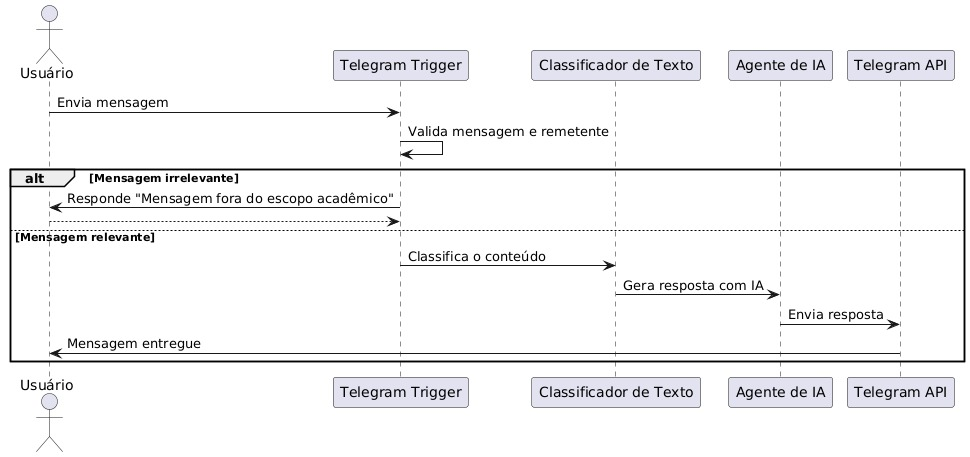 Usuário
Telegram Trigger
Classificador de Texto
Agente de IA
Telegram API
Envia mensagem
Valida mensagem e remetente
alt
[Mensagem irrelevante]
Responde "Mensagem fora do escopo acadêmico"
[Mensagem relevante]
Classifica o conteúdo
Gera resposta com IA
Envia resposta
Mensagem entregue
Usuário
Telegram Trigger
Classificador de Texto
Agente de IA
Telegram API